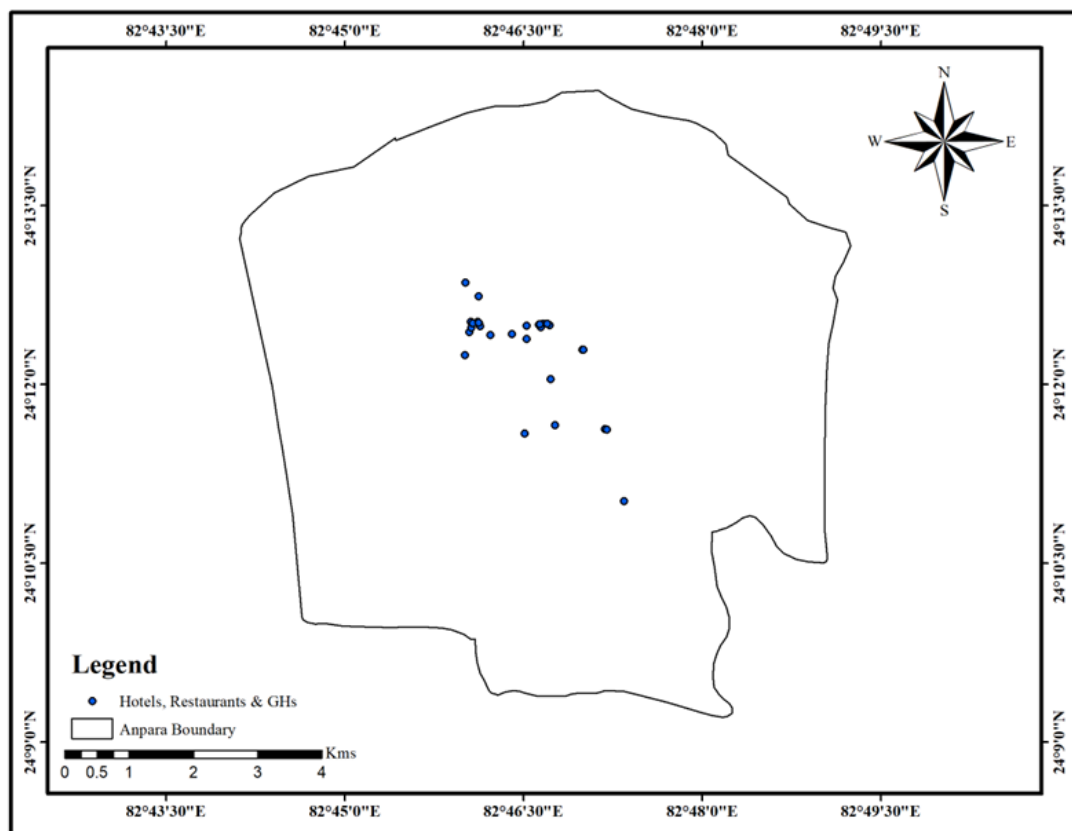 82°43'30"E 82°45'0"E 82°46'30"E 82°48'0"E 82°49'30"E
N
W E
S
24°13'30"N 24°13'30"N
24°12'0"N 24°12'0"N
24°10'30"N 24°10'30"N
24°9'0"N 24°9'0"N
Legend
Hotels, Restaurants & GHs
Anpara Boundary
Kms
0 0.5 1 2 3 4
82°43'30"E 82°45'0"E 82°46'30"E 82°48'0"E 82°49'30"E